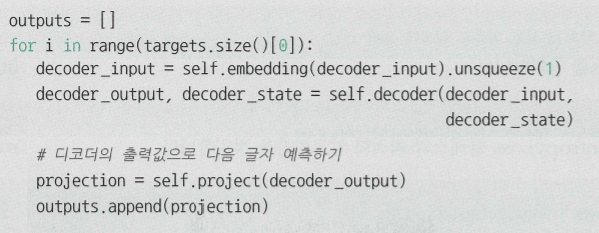 outputs = []
for i in range(targets.size()[0]):
decoder_input = self.embedding(decoder_input).unsqueeze(1)
decoder_output, decoder_state = self.decoder(decoder_input,
decoder_state)
# 디코더의 출력값으로 다음 글자 예측하기
projection = self.project(decoder_output)
outputs.append(projection)